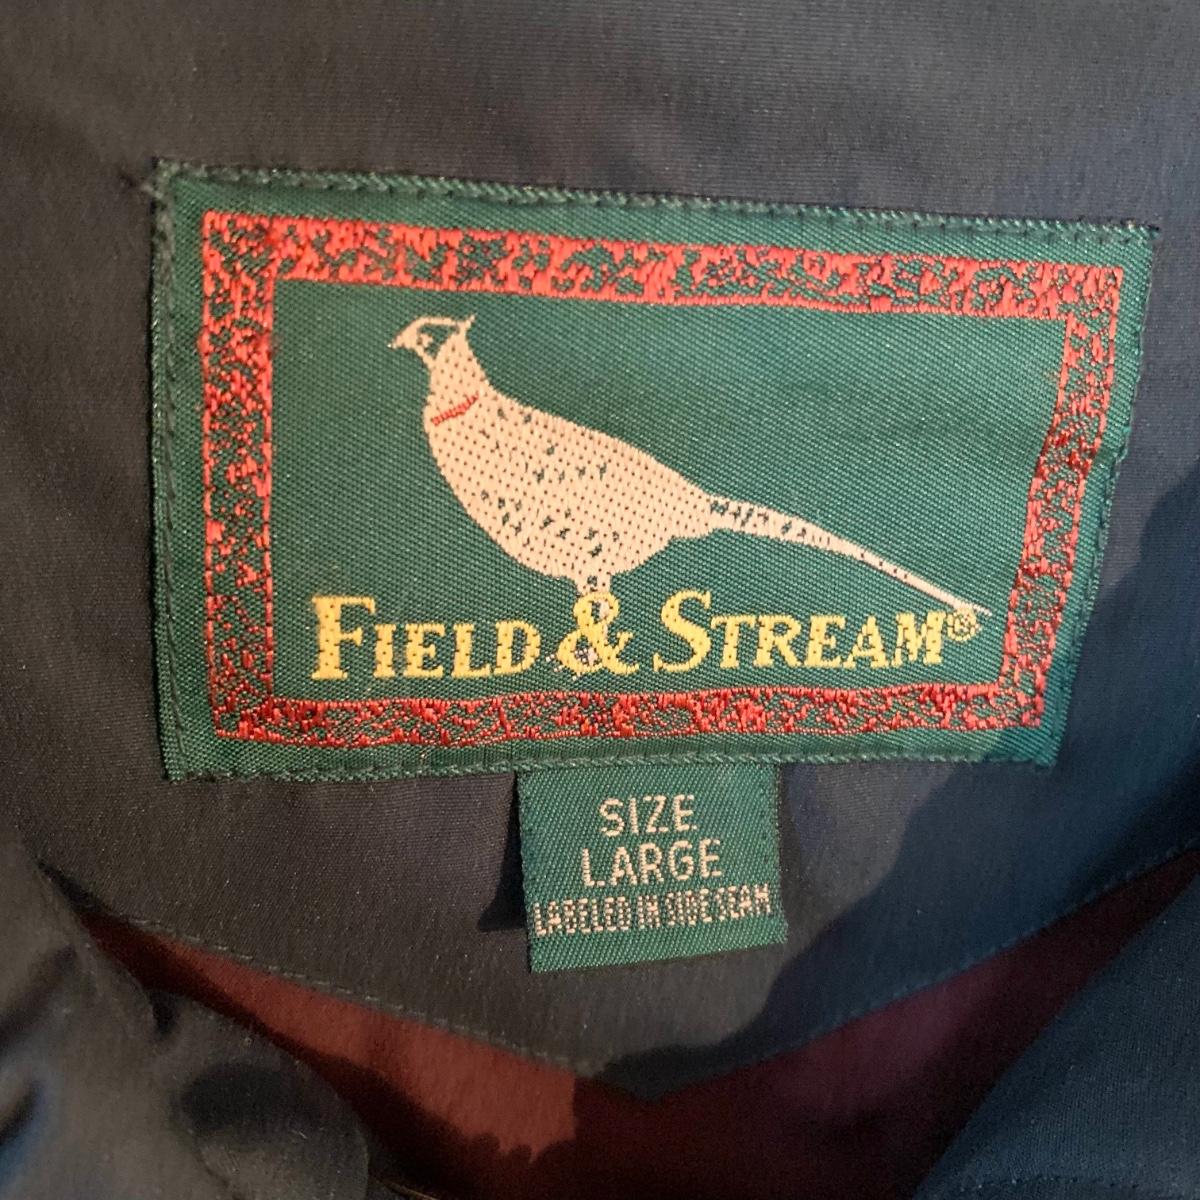 FIELD & STREAM®
SIZE
LARGE
LABELED IN SIDE SEAM